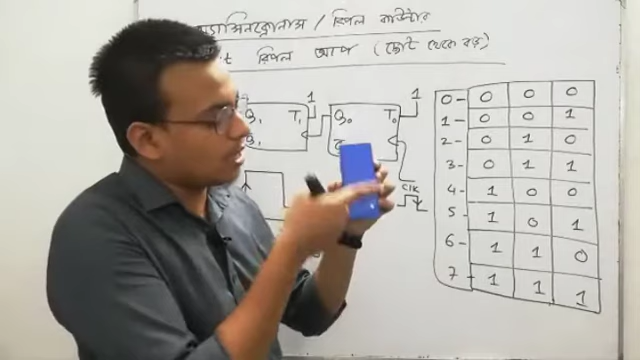 রিপল কাউন্টার
t রিপল আপ (ছোট থেকে বড়)
1 1
Q₁ T₁ Q₀ T₀
CLK
0 - 0 0 0
1 - 0 0 1
2 - 0 1 0
3 - 0 1 1
4 - 1 0 0
5 - 1 0 1
6 - 1 1 0
7 - 1 1 1